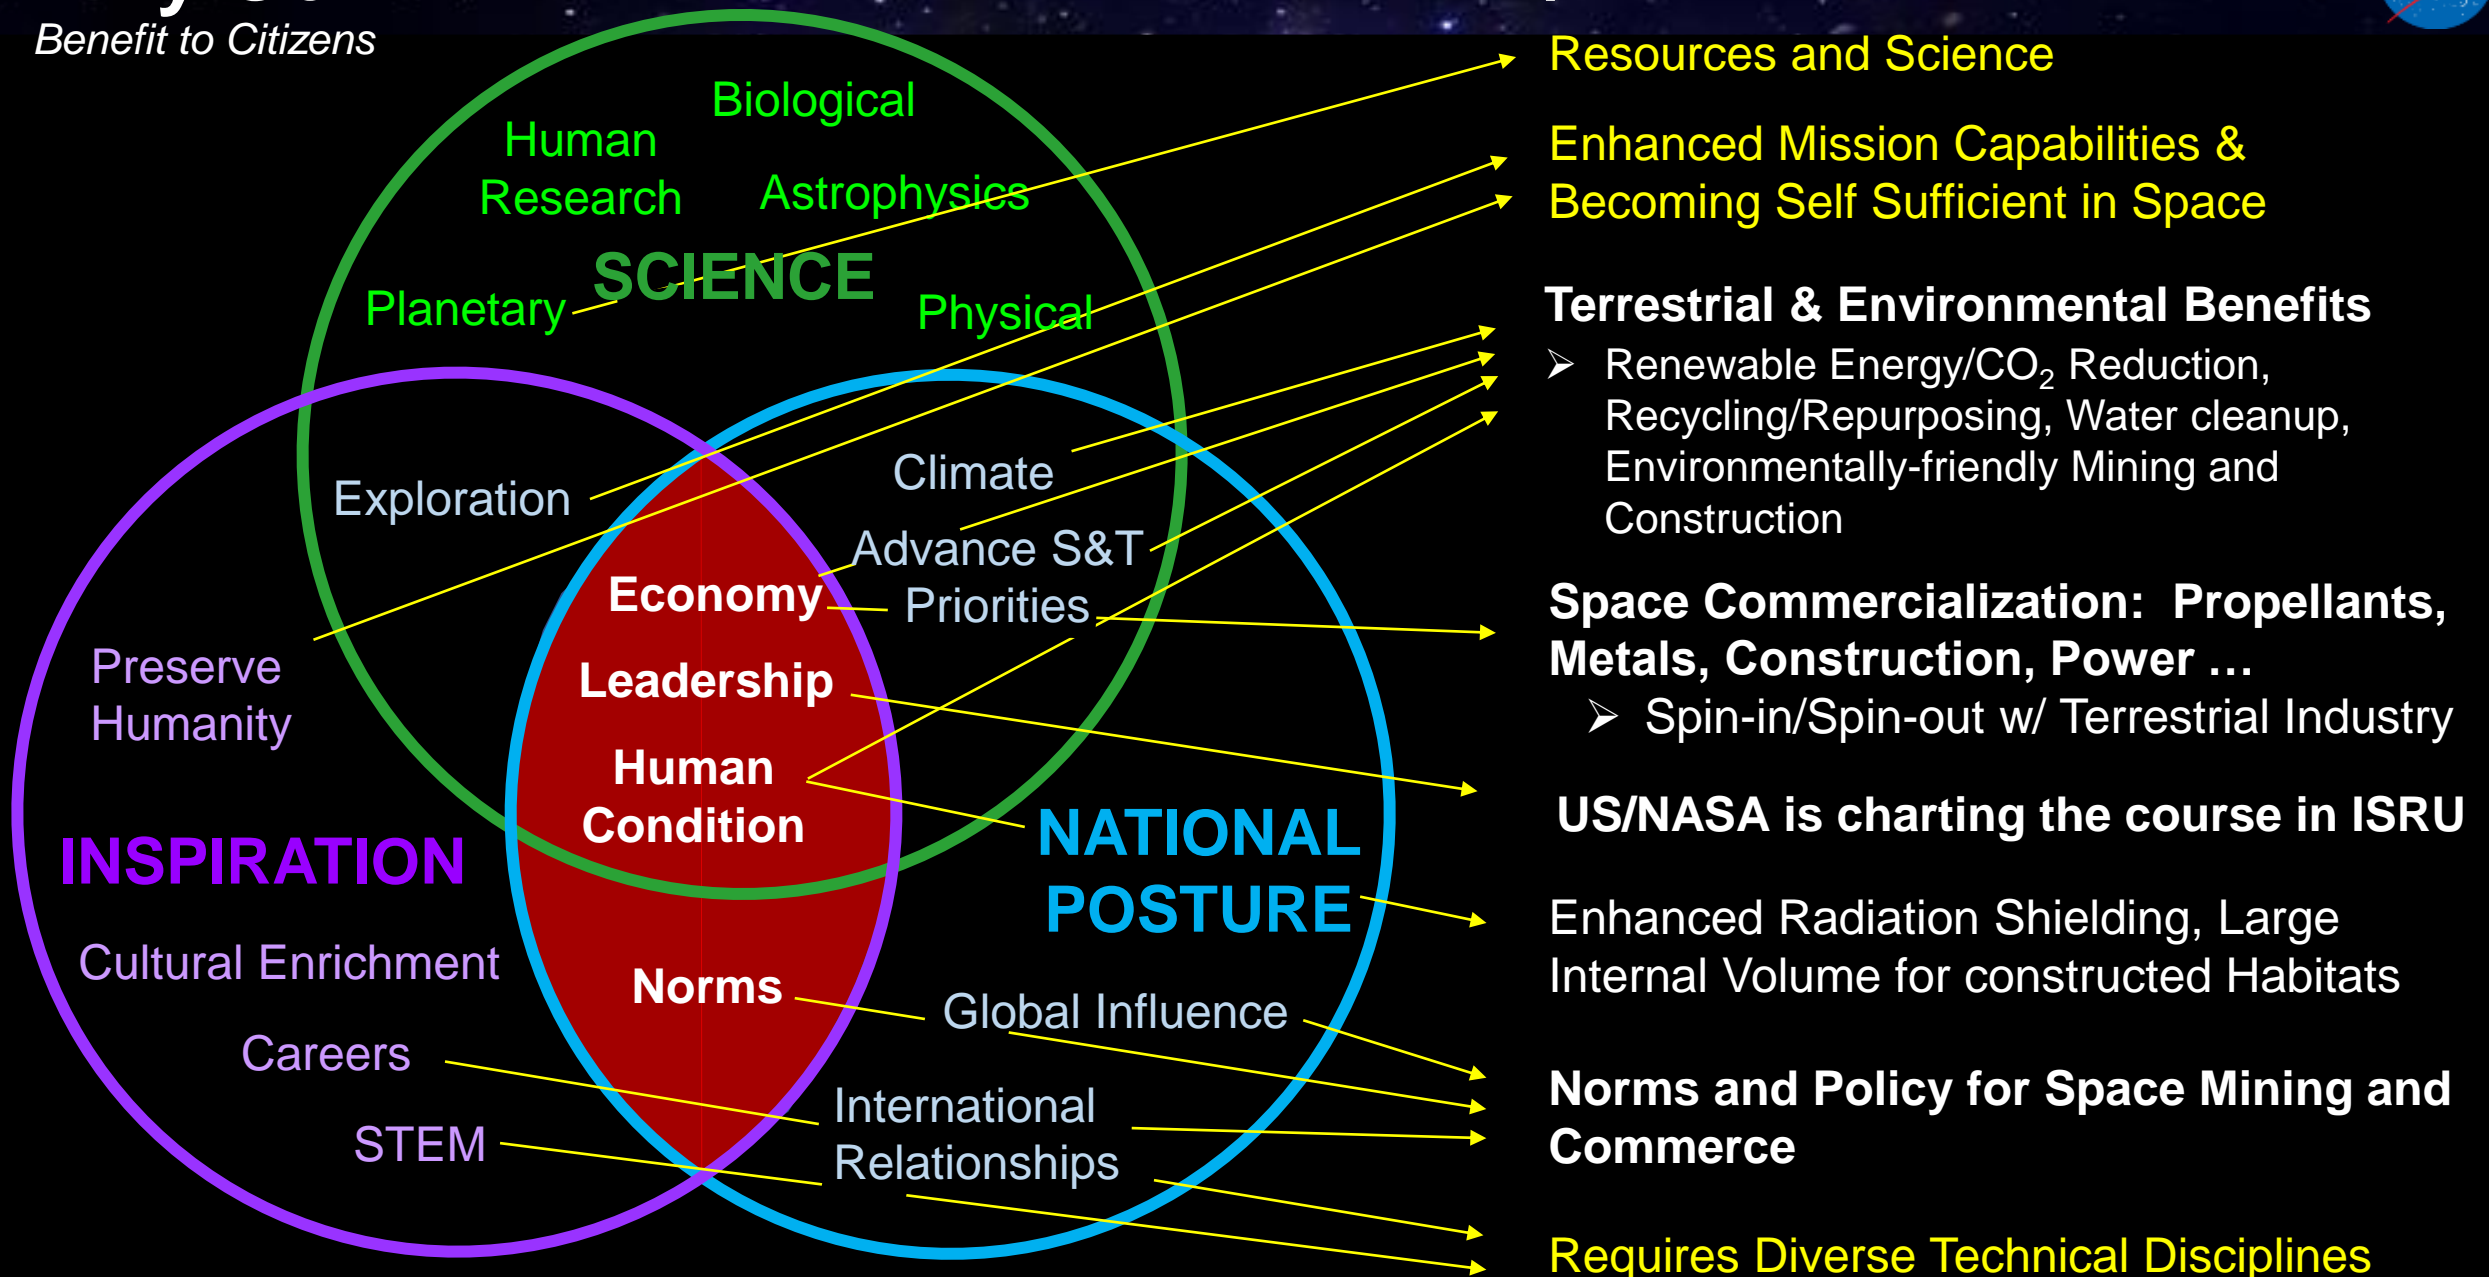 Benefit to Citizens
Biological
Human
Research
Astrophysics
SCIENCE
Planetary
Physical
Exploration
Climate
Advance S&T
Priorities
Economy
Leadership
Human
Condition
Preserve
Humanity
INSPIRATION
NATIONAL
POSTURE
Cultural Enrichment
Norms
Global Influence
Careers
International
Relationships
STEM
Resources and Science
Enhanced Mission Capabilities &
Becoming Self Sufficient in Space
Terrestrial & Environmental Benefits
➢ Renewable Energy/CO₂ Reduction,
Recycling/Repurposing, Water cleanup,
Environmentally-friendly Mining and
Construction
Space Commercialization: Propellants,
Metals, Construction, Power …
➢ Spin-in/Spin-out w/ Terrestrial Industry
US/NASA is charting the course in ISRU
Enhanced Radiation Shielding, Large
Internal Volume for constructed Habitats
Norms and Policy for Space Mining and
Commerce
Requires Diverse Technical Disciplines